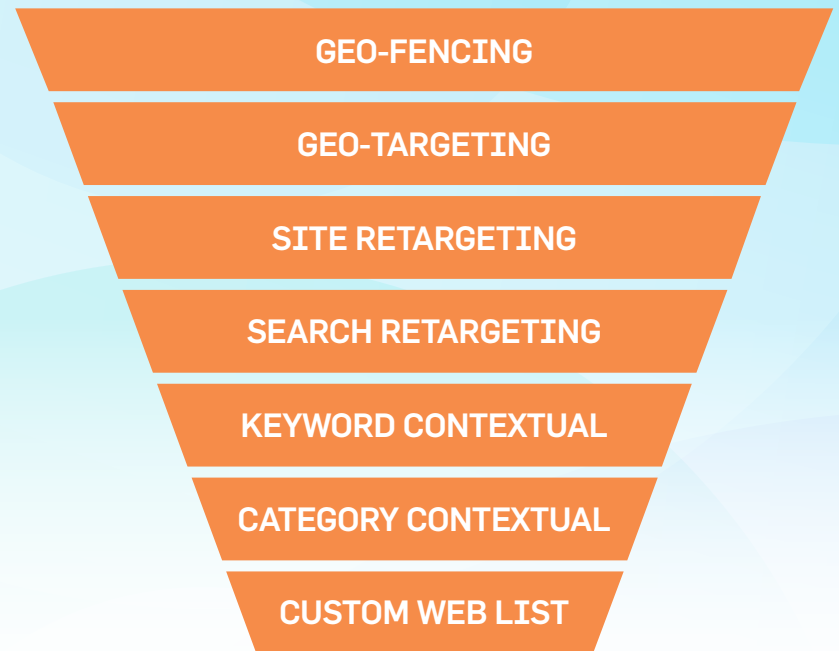 GEO-FENCING
GEO-TARGETING
SITE RETARGETING
SEARCH RETARGETING
KEYWORD CONTEXTUAL
CATEGORY CONTEXTUAL
CUSTOM WEB LIST